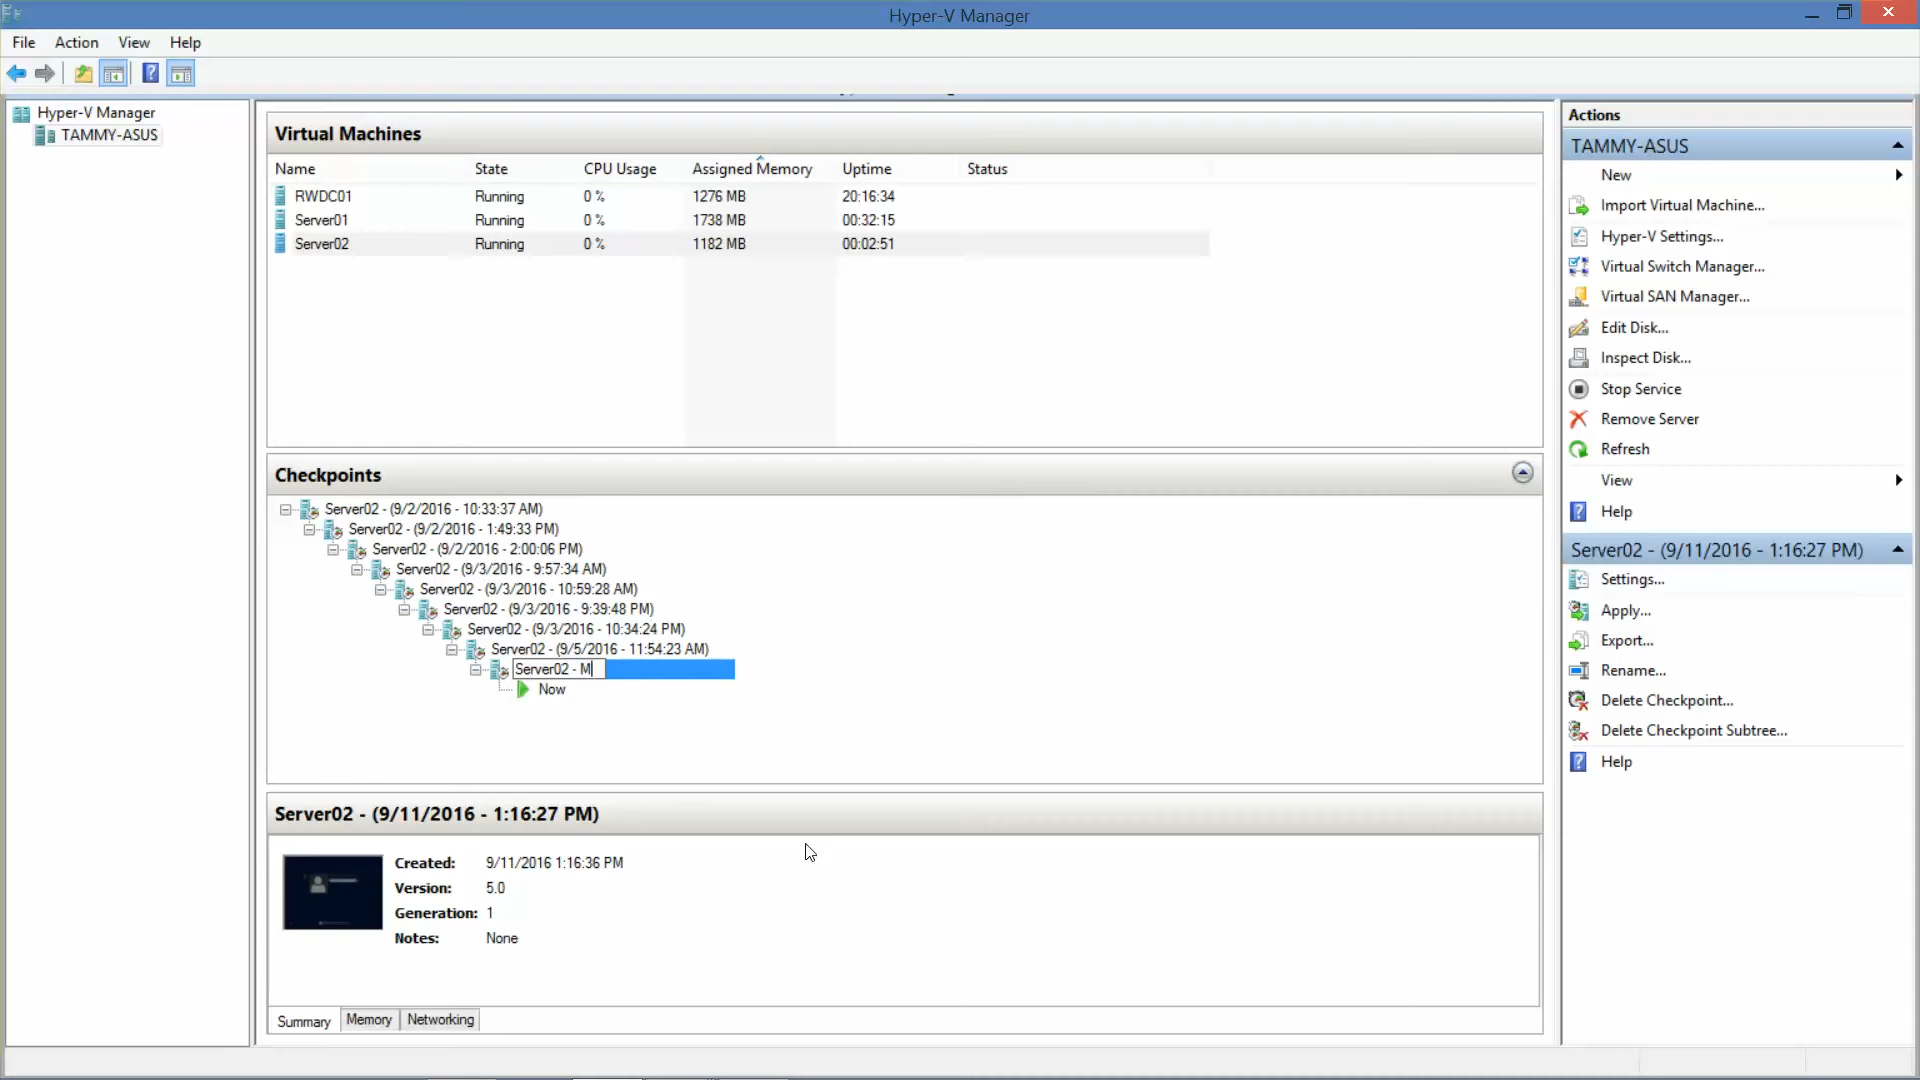 Hyper-V Manager
File Action View Help
Hyper-V Manager
TAMMY-ASUS
Virtual Machines
Name State CPU Usage Assigned Memory Uptime Status
RWDC01 Running 0 % 1276 MB 20:16:34
Server01 Running 0 % 1738 MB 00:32:15
Server02 Running 0 % 1182 MB 00:02:51
Checkpoints
Server02 - (9/2/2016 - 10:33:37 AM)
Server02 - (9/2/2016 - 1:49:33 PM)
Server02 - (9/2/2016 - 2:00:06 PM)
Server02 - (9/3/2016 - 9:57:34 AM)
Server02 - (9/3/2016 - 10:59:28 AM)
Server02 - (9/3/2016 - 9:39:48 PM)
Server02 - (9/3/2016 - 10:34:24 PM)
Server02 - (9/5/2016 - 11:54:23 AM)
Server02 - M
Now
Server02 - (9/11/2016 - 1:16:27 PM)
Created: 9/11/2016 1:16:36 PM
Version: 5.0
Generation: 1
Notes: None
Summary Memory Networking
Actions
TAMMY-ASUS
New
Import Virtual Machine...
Hyper-V Settings...
Virtual Switch Manager...
Virtual SAN Manager...
Edit Disk...
Inspect Disk...
Stop Service
Remove Server
Refresh
View
Help
Server02 - (9/11/2016 - 1:16:27 PM)
Settings...
Apply...
Export...
Rename...
Delete Checkpoint...
Delete Checkpoint Subtree...
Help